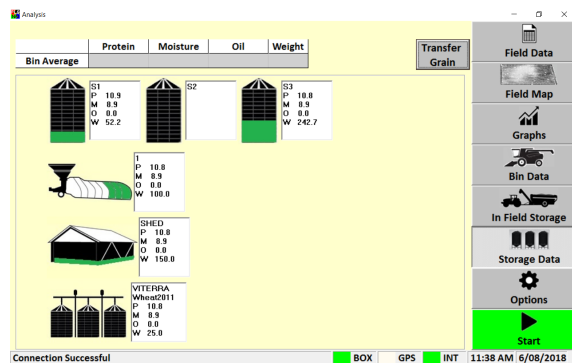 Analysis
Protein Moisture Oil Weight
Bin Average
Transfer
Grain
S1
P 10.9
M 8.9
O 0.0
W 52.2
S2
S3
P 10.8
M 8.9
O 0.0
W 242.7
1
P 10.8
M 8.9
O 0.0
W 100.0
SHED
P 10.8
M 8.9
O 0.0
W 150.0
VITERRA
Wheat2011
P 10.8
M 8.9
O 0.0
W 25.0
Field Data
Field Map
Graphs
Bin Data
In Field Storage
Storage Data
Options
Start
Connection Successful BOX GPS INT 11:38 AM 6/08/2018